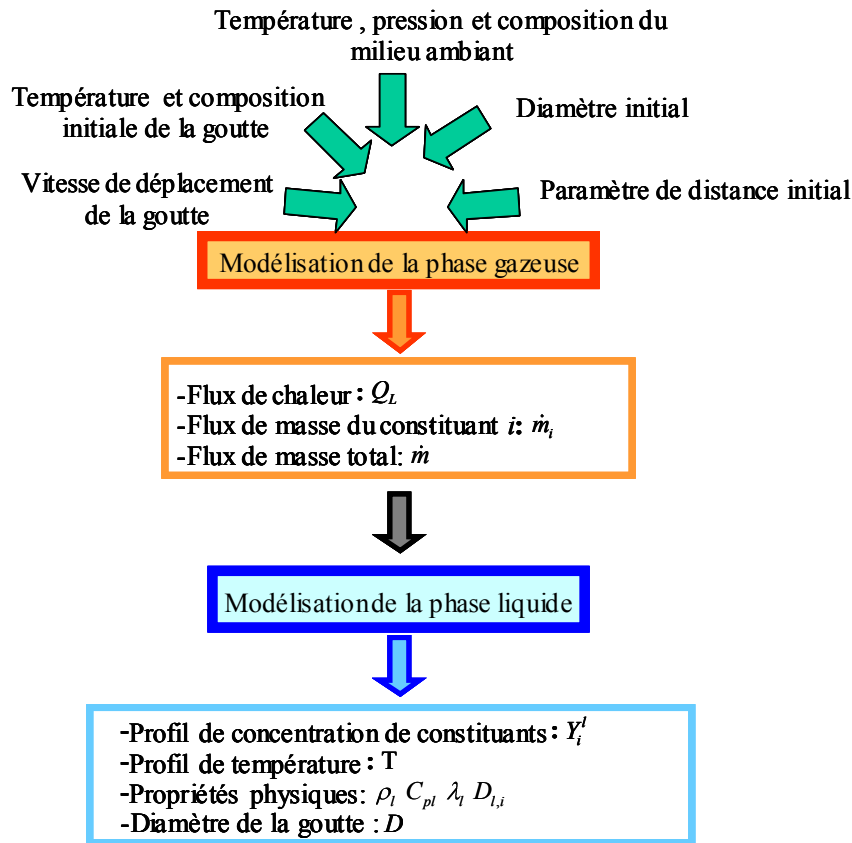 Température , pression et composition du
milieu ambiant
Température et composition
initiale de la goutte
Diamètre initial
Vitesse de déplacement
de la goutte
Paramètre de distance initial
Modélisation de la phase gazeuse
-Flux de chaleur : Q_L
-Flux de masse du constituant i: ṁ_i
-Flux de masse total: ṁ
Modélisation de la phase liquide
-Profil de concentration de constituants : Y_i^l
-Profil de température : T
-Propriétés physiques: ρ_l C_pl λ_l D_l,i
-Diamètre de la goutte : D